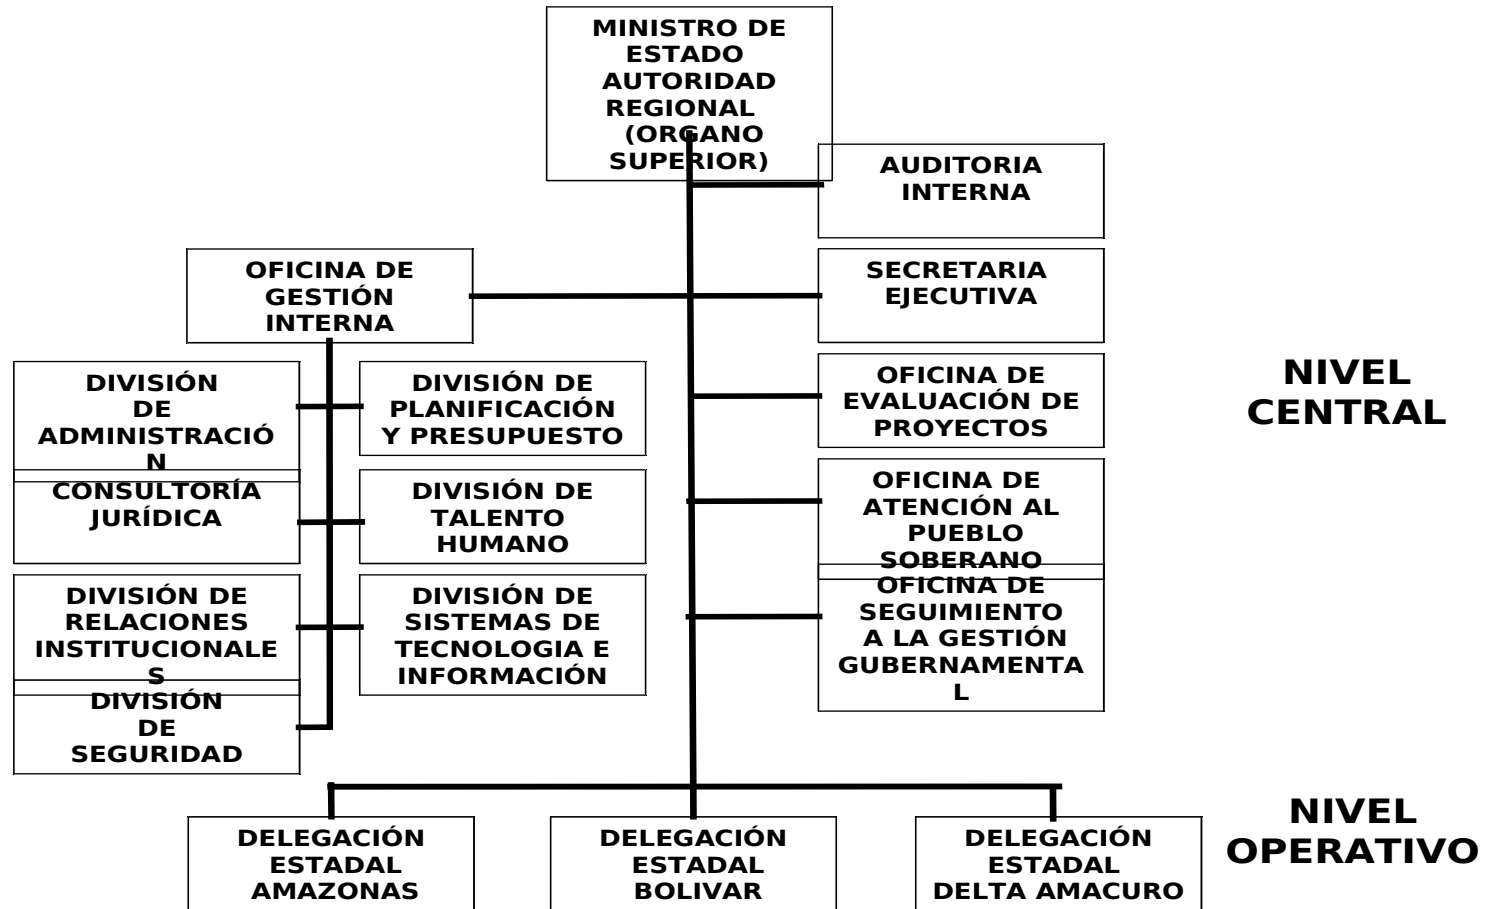 MINISTRO DE
ESTADO
AUTORIDAD
REGIONAL
(ORGANO
SUPERIOR)
AUDITORIA
INTERNA
OFICINA DE
GESTIÓN
INTERNA
SECRETARIA
EJECUTIVA
DIVISIÓN
DE
ADMINISTRACIÓ
N
DIVISIÓN DE
PLANIFICACIÓN
Y PRESUPUESTO
OFICINA DE
EVALUACIÓN DE
PROYECTOS
NIVEL
CENTRAL
CONSULTORÍA
JURÍDICA
DIVISIÓN DE
TALENTO
HUMANO
OFICINA DE
ATENCIÓN AL
PUEBLO
SOBERANO
DIVISIÓN DE
RELACIONES
INSTITUCIONALE
S
DIVISIÓN DE
SISTEMAS DE
TECNOLOGIA E
INFORMACIÓN
OFICINA DE
SEGUIMIENTO
A LA GESTIÓN
GUBERNAMENTA
L
DIVISIÓN
DE
SEGURIDAD
DELEGACIÓN
ESTADAL
AMAZONAS
DELEGACIÓN
ESTADAL
BOLIVAR
DELEGACIÓN
ESTADAL
DELTA AMACURO
NIVEL
OPERATIVO